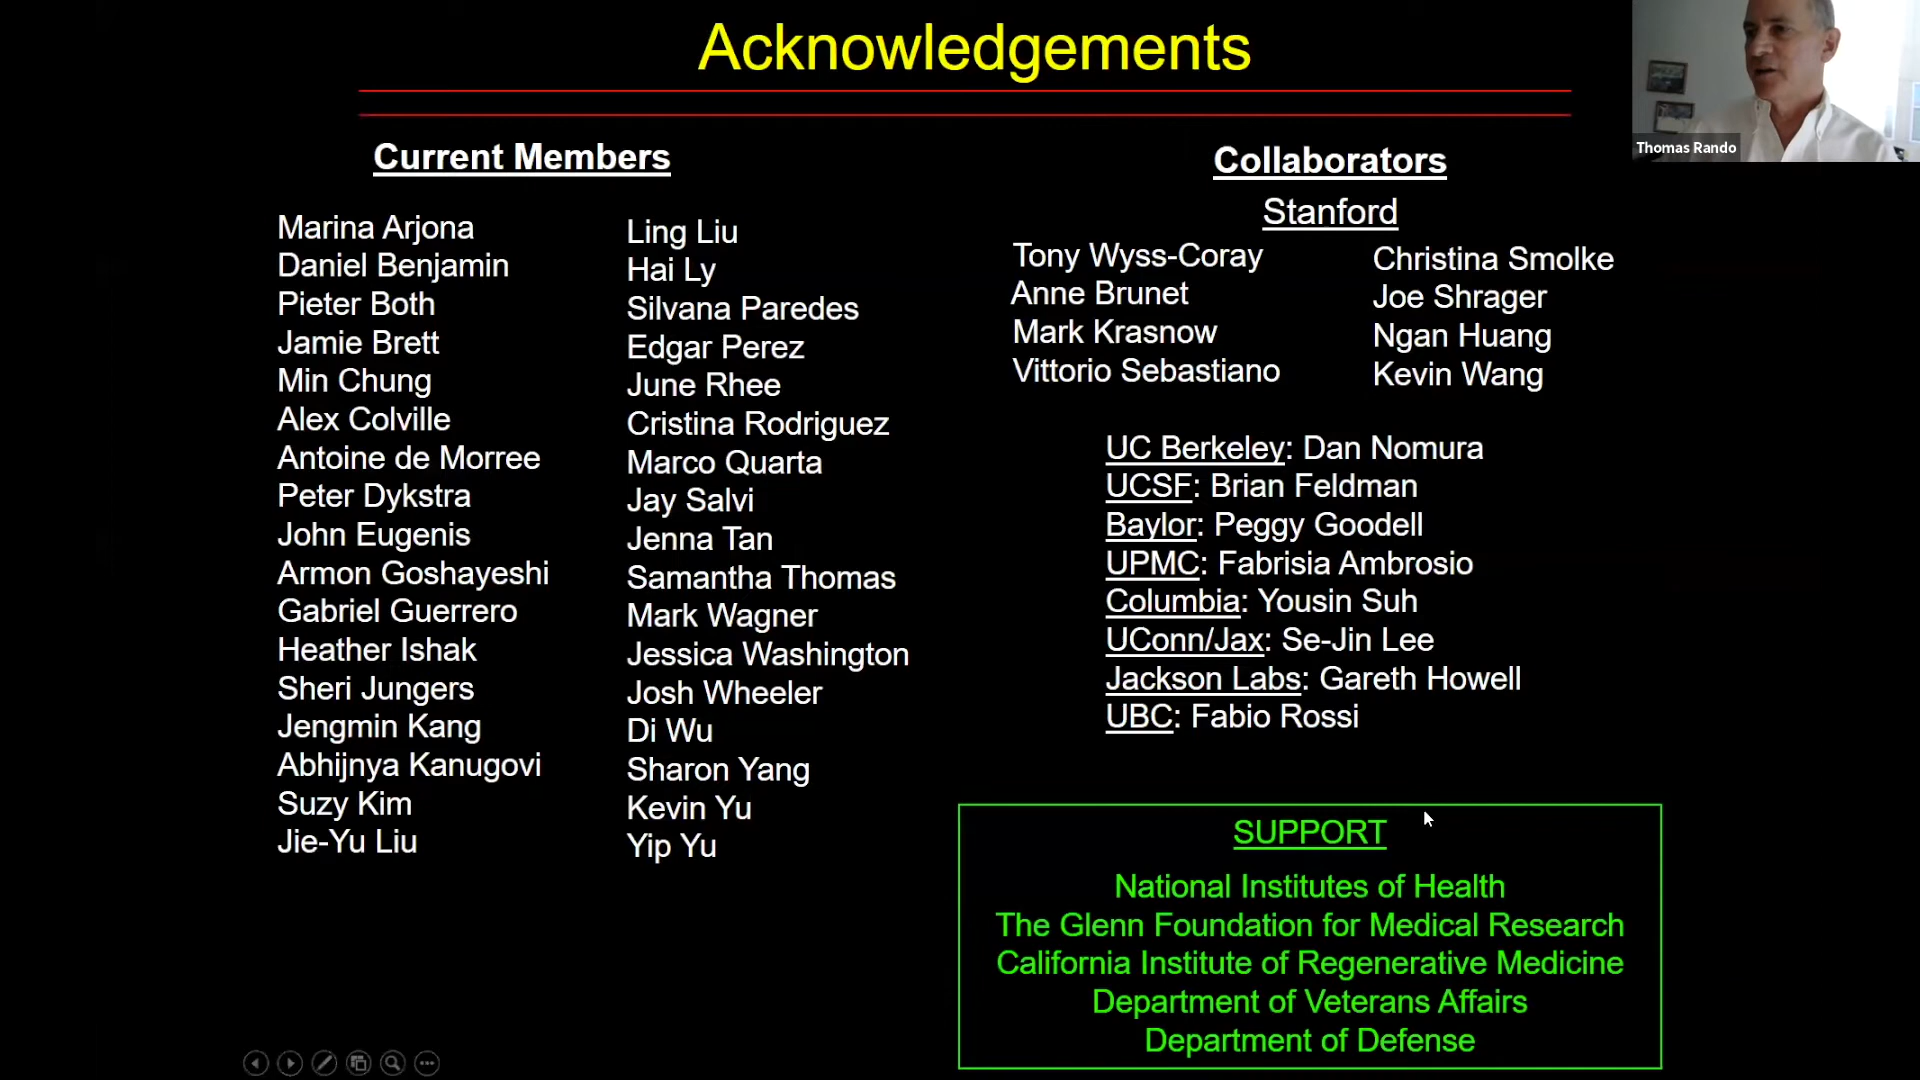 Acknowledgements
Thomas Rando
Current Members
Marina Arjona
Daniel Benjamin
Pieter Both
Jamie Brett
Min Chung
Alex Colville
Antoine de Morree
Peter Dykstra
John Eugenis
Armon Goshayeshi
Gabriel Guerrero
Heather Ishak
Sheri Jungers
Jengmin Kang
Abhijnya Kanugovi
Suzy Kim
Jie-Yu Liu
Ling Liu
Hai Ly
Silvana Paredes
Edgar Perez
June Rhee
Cristina Rodriguez
Marco Quarta
Jay Salvi
Jenna Tan
Samantha Thomas
Mark Wagner
Jessica Washington
Josh Wheeler
Di Wu
Sharon Yang
Kevin Yu
Yip Yu
Collaborators
Stanford
Tony Wyss-Coray
Anne Brunet
Mark Krasnow
Vittorio Sebastiano
Christina Smolke
Joe Shrager
Ngan Huang
Kevin Wang
UC Berkeley: Dan Nomura
UCSF: Brian Feldman
Baylor: Peggy Goodell
UPMC: Fabrisia Ambrosio
Columbia: Yousin Suh
UConn/Jax: Se-Jin Lee
Jackson Labs: Gareth Howell
UBC: Fabio Rossi
SUPPORT
National Institutes of Health
The Glenn Foundation for Medical Research
California Institute of Regenerative Medicine
Department of Veterans Affairs
Department of Defense